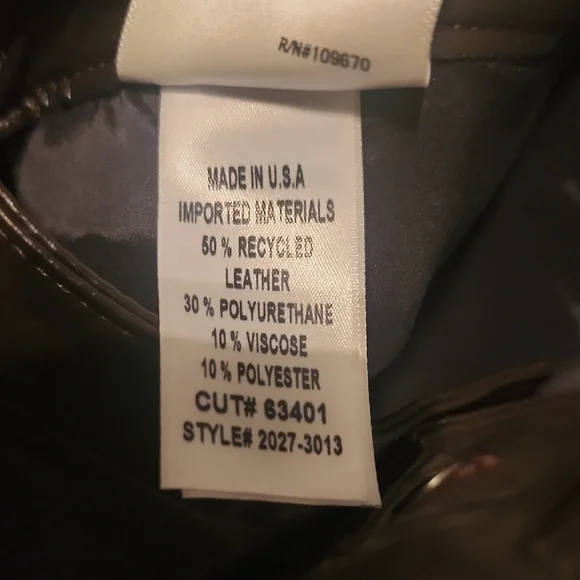 R/N#109670
MADE IN U.S.A
IMPORTED MATERIALS
50 % RECYCLED
LEATHER
30 % POLYURETHANE
10 % VISCOSE
10 % POLYESTER
CUT# 63401
STYLE# 2027-3013